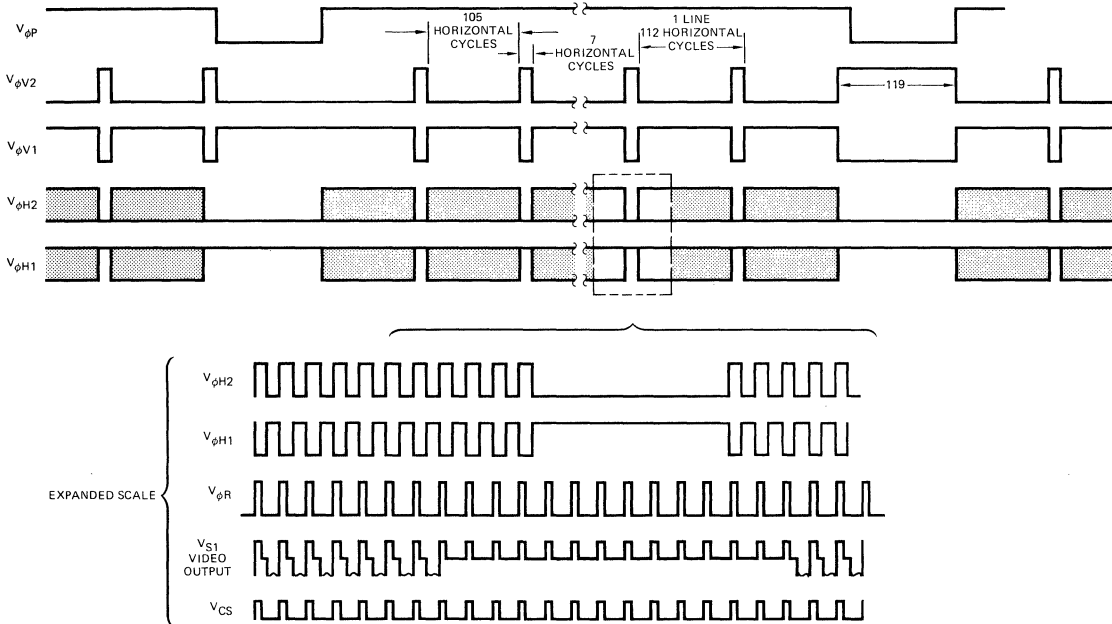 VφP
105
HORIZONTAL
CYCLES
7
HORIZONTAL
CYCLES
1 LINE
112 HORIZONTAL
CYCLES
VφV2
119
VφV1
VφH2
VφH1
EXPANDED SCALE
VφH2
VφH1
VφR
VS1
VIDEO
OUTPUT
VCS